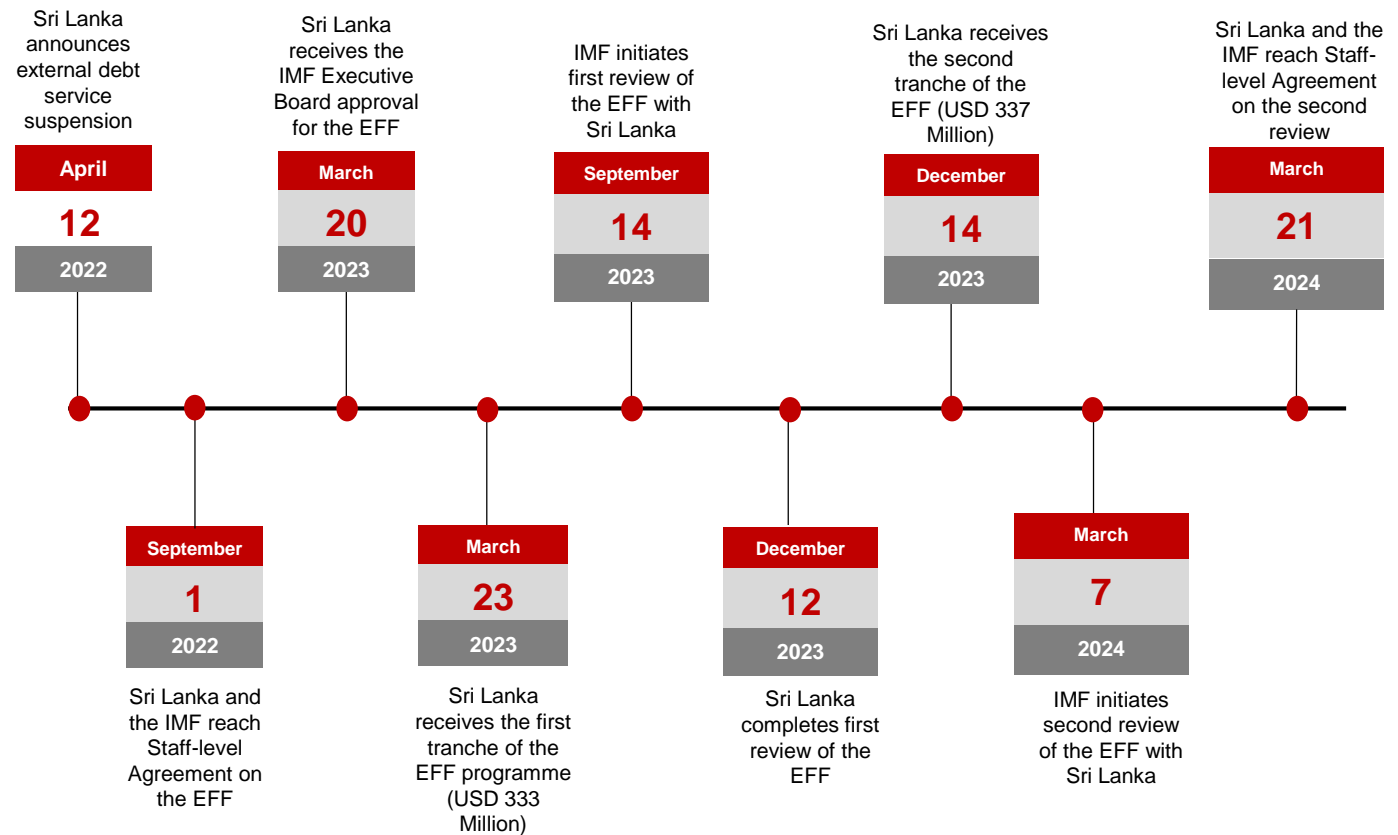 Sri Lanka
announces
external debt
service
suspension
April
12
2022
Sri Lanka
receives the
IMF Executive
Board approval
for the EFF
March
20
2023
IMF initiates
first review of
the EFF with
Sri Lanka
September
14
2023
Sri Lanka receives
the second
tranche of the
EFF (USD 337
Million)
December
14
2023
Sri Lanka and the
IMF reach Staff-
level Agreement
on the second
review
March
21
2024
September
1
2022
Sri Lanka and
the IMF reach
Staff-level
Agreement on
the EFF
March
23
2023
Sri Lanka
receives the first
tranche of the
EFF programme
(USD 333
Million)
December
12
2023
Sri Lanka
completes first
review of the
EFF
March
7
2024
IMF initiates
second review
of the EFF with
Sri Lanka